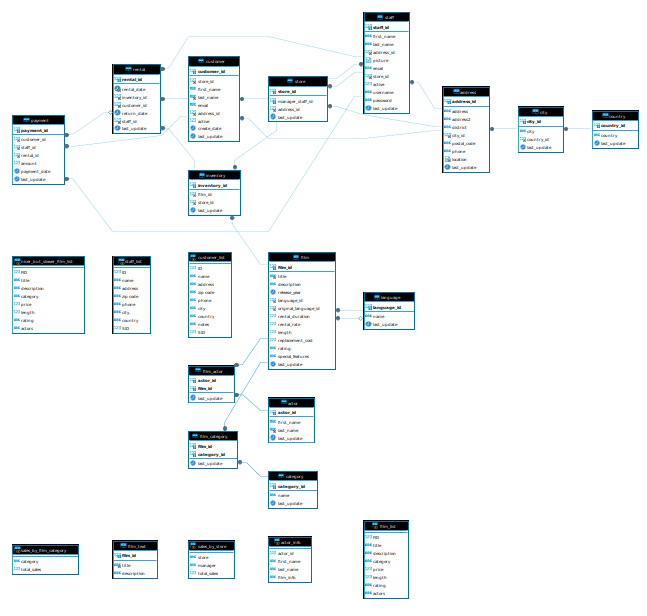 staff
staff_id
first_name
last_name
address_id
picture
email
store_id
active
username
password
last_update
customer
customer_id
store_id
first_name
last_name
email
address_id
active
create_date
last_update
rental
rental_id
rental_date
inventory_id
customer_id
return_date
staff_id
last_update
store
store_id
manager_staff_id
address_id
last_update
address
address_id
address
address2
district
city_id
postal_code
phone
location
last_update
city
city_id
city
country_id
last_update
country
country_id
country
last_update
payment
payment_id
customer_id
staff_id
rental_id
amount
payment_date
last_update
inventory
inventory_id
film_id
store_id
last_update
nicer_but_slower_film_list
FID
title
description
category
price
length
rating
actors
staff_list
ID
name
address
zip code
phone
city
country
SID
customer_list
ID
name
address
zip code
phone
city
country
notes
SID
film
film_id
title
description
release_year
language_id
original_language_id
rental_duration
rental_rate
length
replacement_cost
rating
special_features
last_update
language
language_id
name
last_update
film_actor
actor_id
film_id
last_update
actor
actor_id
first_name
last_name
last_update
film_category
film_id
category_id
last_update
category
category_id
name
last_update
sales_by_film_category
category
total_sales
film_text
film_id
title
description
sales_by_store
store
manager
total_sales
actor_info
actor_id
first_name
last_name
film_info
film_list
FID
title
description
category
price
length
rating
actors